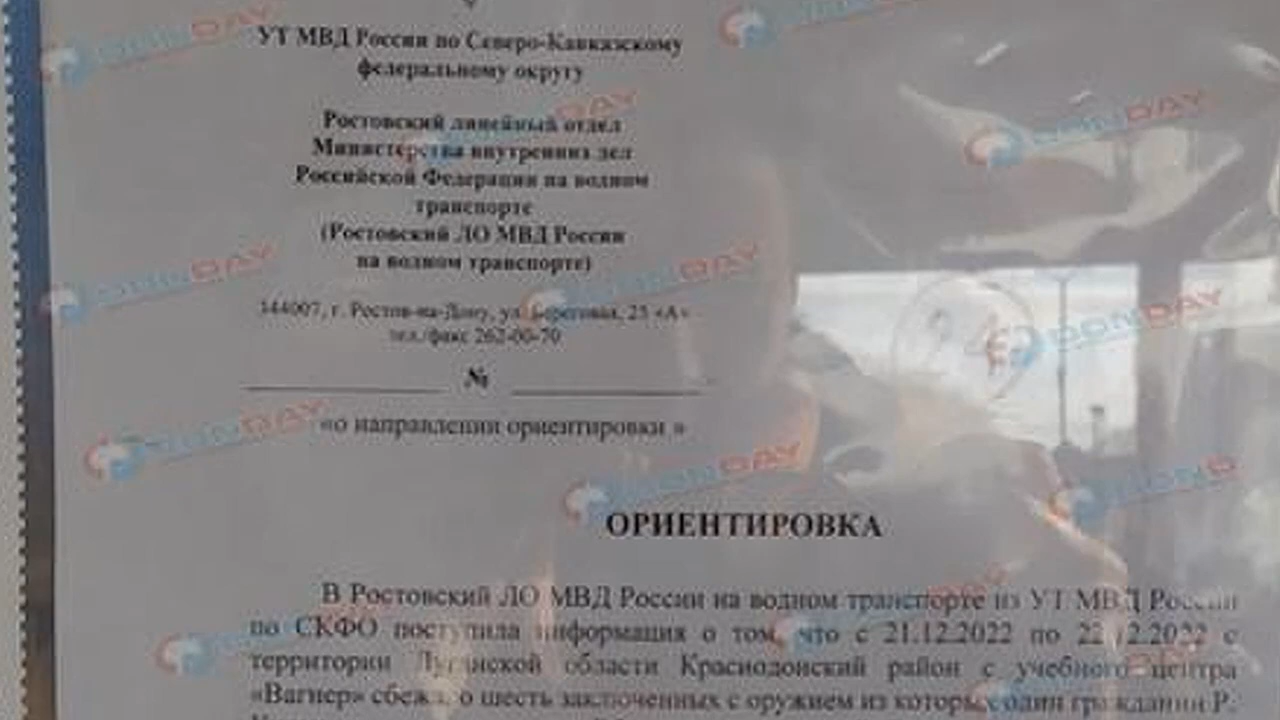 УТ МВД России по Северо-Кавказскому
федеральному округу
Ростовский линейный отдел
Министерства внутренних дел
Российской Федерации на водном
транспорте
(Ростовский ЛО МВД России
на водном транспорте)
344007, г. Ростов-на-Дону, ул. Береговая, 25 «А»
тел./факс 262-00-70
№
«о направлении ориентировки »
ОРИЕНТИРОВКА
В Ростовский ЛО МВД России на водном транспорте из УТ МВД России
по СКФО поступила информация о том, что с 21.12.2022 по 22.12.2022 с
территории Луганской области Краснодонский район с учебного центра
«Вагнер» сбежало шесть заключенных с оружием из которых один гражданин Р.
DONDAY